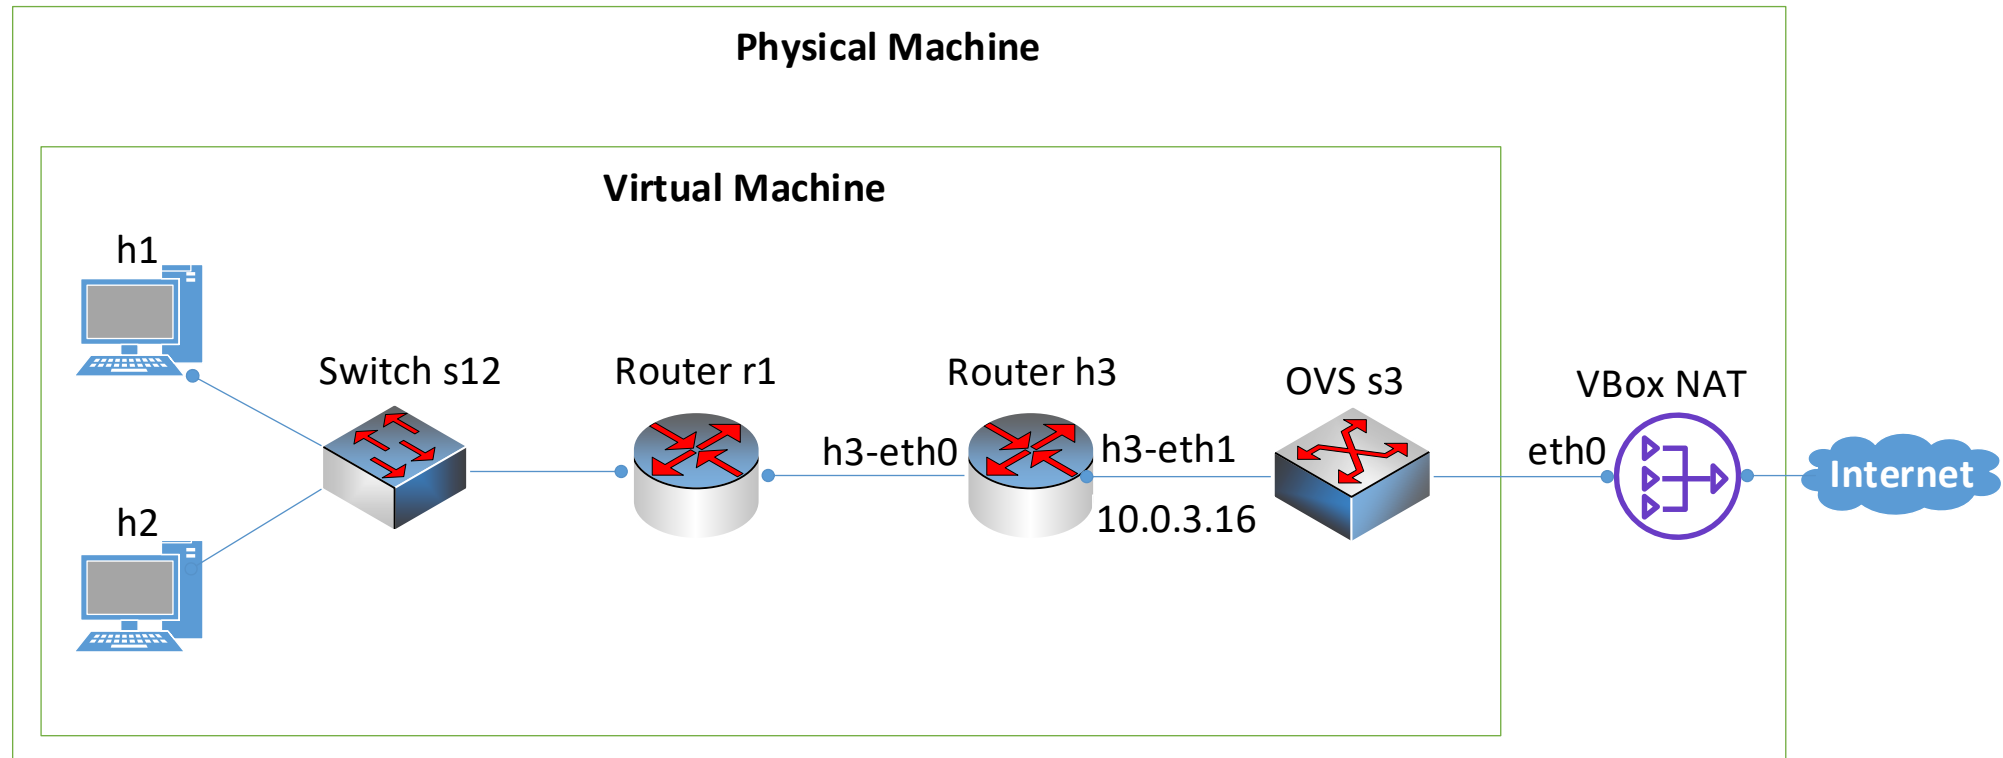 Physical Machine
Virtual Machine
h1
Switch s12
Router r1
Router h3
OVS s3
VBox NAT
h3-eth0
h3-eth1
eth0
Internet
10.0.3.16
h2